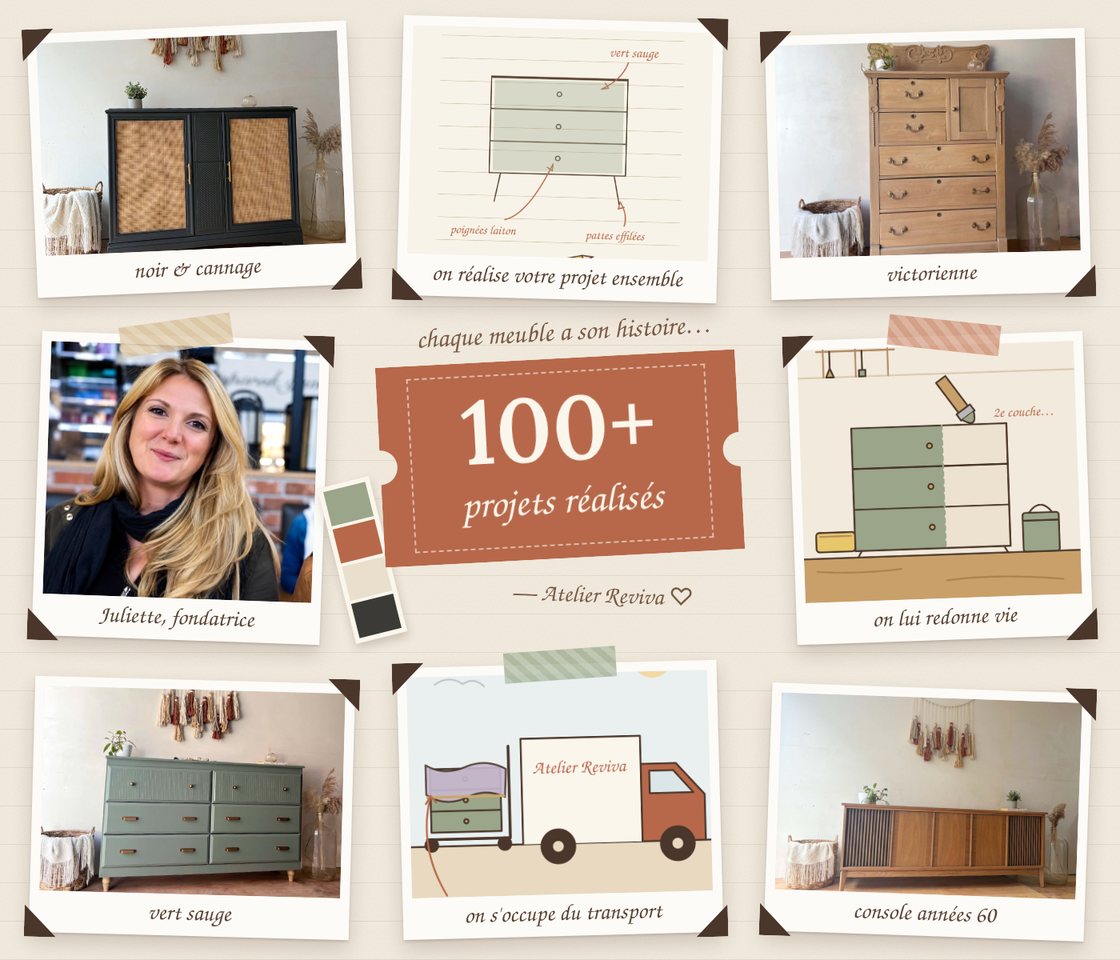 noir & cannage
vert sauge
poignées laiton
pattes effilées
on réalise votre projet ensemble
victorienne
chaque meuble a son histoire…
Juliette, fondatrice
100+
projets réalisés
— Atelier Reviva ♡
2e couche…
on lui redonne vie
vert sauge
Atelier Reviva
on s'occupe du transport
console années 60